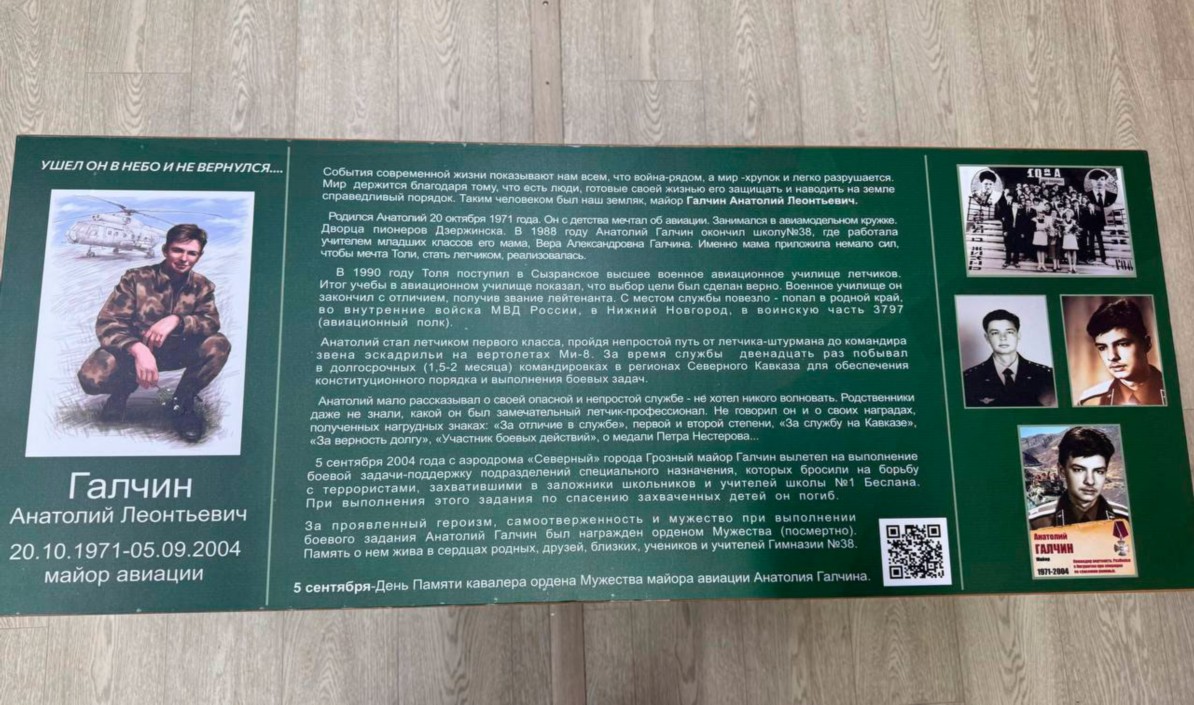 УШЕЛ ОН В НЕБО И НЕ ВЕРНУЛСЯ....
Галчин
Анатолий Леонтьевич
20.10.1971-05.09.2004
майор авиации
События современной жизни показывают нам всем, что война-рядом, а мир -хрупок и легко разрушается.
Мир держится благодаря тому, что есть люди, готовые своей жизнью его защищать и наводить на земле
справедливый порядок. Таким человеком был наш земляк, майор Галчин Анатолий Леонтьевич.
Родился Анатолий 20 октября 1971 года. Он с детства мечтал об авиации. Занимался в авиамодельном кружке.
Дворца пионеров Дзержинска. В 1988 году Анатолий Галчин окончил школу№38, где работала
учителем младших классов его мама, Вера Александровна Галчина. Именно мама приложила немало сил,
чтобы мечта Толи, стать летчиком, реализовалась.
В 1990 году Толя поступил в Сызранское высшее военное авиационное училище летчиков.
Итог учебы в авиационном училище показал, что выбор цели был сделан верно. Военное училище он
закончил с отличием, получив звание лейтенанта. С местом службы повезло - попал в родной край,
во внутренние войска МВД России, в Нижний Новгород, в воинскую часть 3797
(авиационный полк).
Анатолий стал летчиком первого класса, пройдя непростой путь от летчика-штурмана до командира
звена эскадрильи на вертолетах Ми-8. За время службы двенадцать раз побывал
в долгосрочных (1,5-2 месяца) командировках в регионах Северного Кавказа для обеспечения
конституционного порядка и выполнения боевых задач.
Анатолий мало рассказывал о своей опасной и непростой службе - не хотел никого волновать. Родственники
даже не знали, какой он был замечательный летчик-профессионал. Не говорил он и о своих наградах,
полученных нагрудных знаках: «За отличие в службе», первой и второй степени, «За службу на Кавказе»,
«За верность долгу», «Участник боевых действий», о медали Петра Нестерова...
5 сентября 2004 года с аэродрома «Северный» города Грозный майор Галчин вылетел на выполнение
боевой задачи-поддержку подразделений специального назначения, которых бросили на борьбу
с террористами, захватившими в заложники школьников и учителей школы №1 Беслана.
При выполнения этого задания по спасению захваченных детей он погиб.
За проявленный героизм, самоотверженность и мужество при выполнении
боевого задания Анатолий Галчин был награжден орденом Мужества (посмертно).
Память о нем жива в сердцах родных, друзей, близких, учеников и учителей Гимназии №38.
5 сентября-День Памяти кавалера ордена Мужества майора авиации Анатолия Галчина.
Анатолий
ГАЛЧИН
Майор
1971-2004